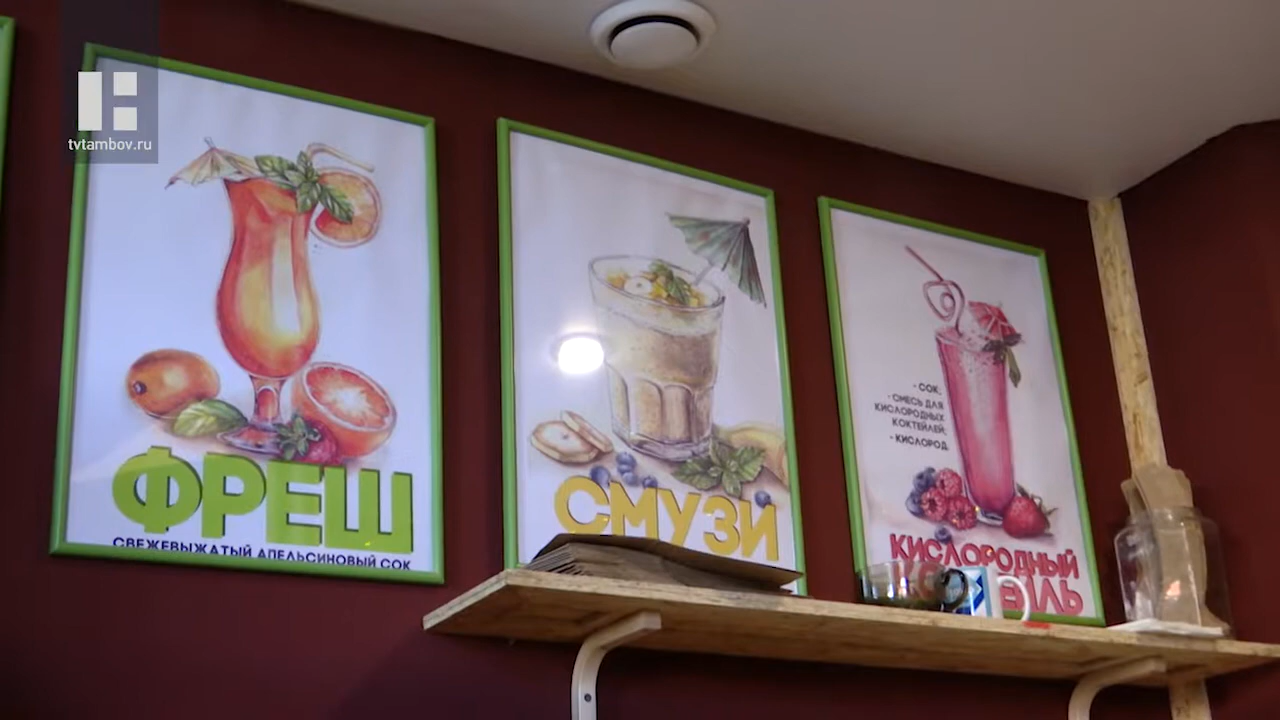 tvtambov.ru
ФРЕШ
СВЕЖЕВЫЖАТЫЙ АПЕЛЬСИНОВЫЙ СОК
СМУЗИ
- СОК;
- СМЕСЬ ДЛЯ
КИСЛОРОДНЫХ
КОКТЕЙЛЕЙ;
- КИСЛОРОД.
КИСЛОРОДНЫЙ